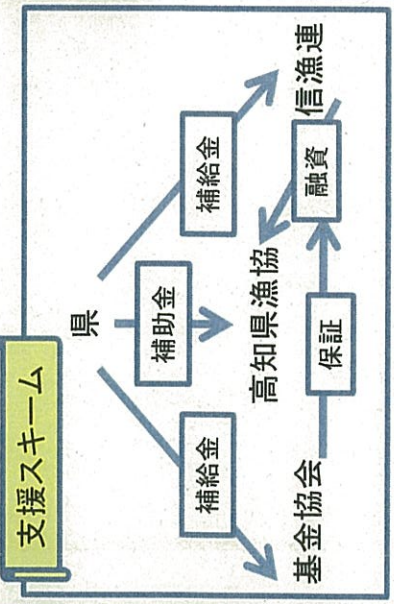 支援スキーム
県
補給金
補助金
補給金
高知県漁協
信漁連
融資
保証
基金協会